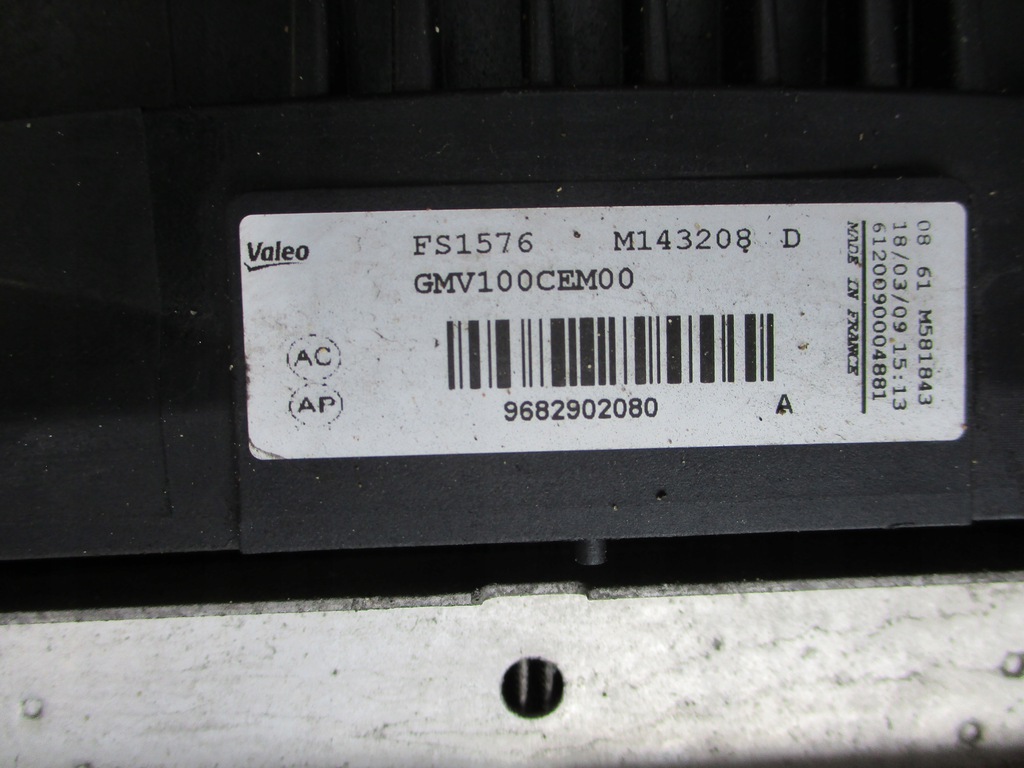 Valeo
FS1576 M143208 D
GMV100CEM00
AC
AP
9682902080 A
08 61 M581843
18/03/09 15:13
6120090004881
MADE IN FRANCE